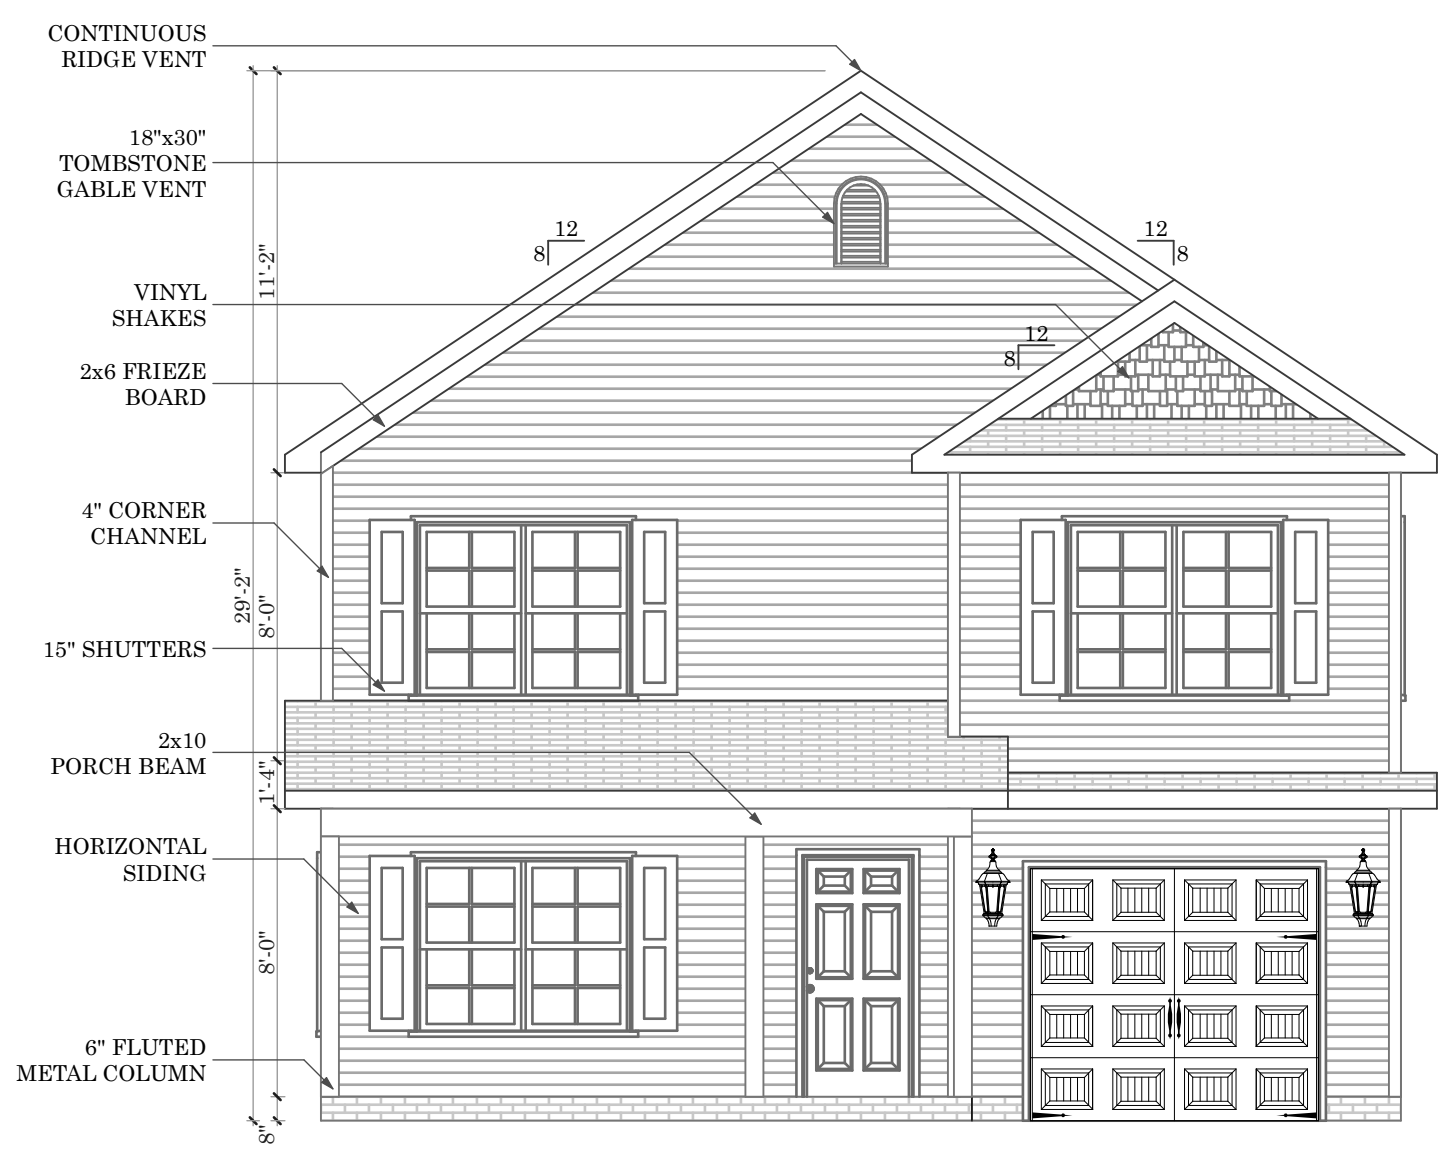 CONTINUOUS
RIDGE VENT
18"x30"
TOMBSTONE
GABLE VENT
12
8
12
8
11'-2"
VINYL
SHAKES
12
8
2x6 FRIEZE
BOARD
4" CORNER
CHANNEL
29'-2"
8'-0"
15" SHUTTERS
2x10
PORCH BEAM
1'-4"
HORIZONTAL
SIDING
8'-0"
6" FLUTED
METAL COLUMN
8"